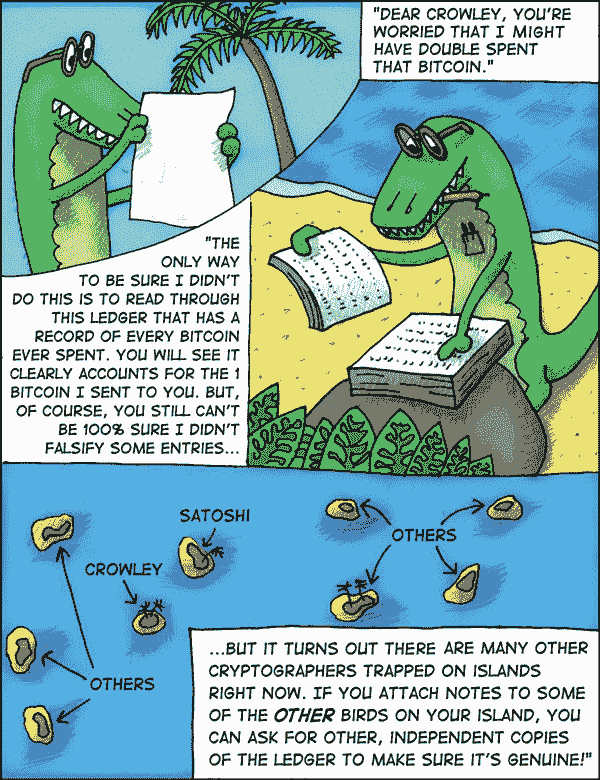 "DEAR CROWLEY, YOU'RE
WORRIED THAT I MIGHT
HAVE DOUBLE SPENT
THAT BITCOIN."
"THE
ONLY WAY
TO BE SURE I DIDN'T
DO THIS IS TO READ THROUGH
THIS LEDGER THAT HAS A
RECORD OF EVERY BITCOIN
EVER SPENT. YOU WILL SEE IT
CLEARLY ACCOUNTS FOR THE 1
BITCOIN I SENT TO YOU. BUT,
OF COURSE, YOU STILL CAN'T
BE 100% SURE I DIDN'T
FALSIFY SOME ENTRIES...
SATOSHI
CROWLEY
OTHERS
OTHERS
...BUT IT TURNS OUT THERE ARE MANY OTHER
CRYPTOGRAPHERS TRAPPED ON ISLANDS
RIGHT NOW. IF YOU ATTACH NOTES TO SOME
OF THE OTHER BIRDS ON YOUR ISLAND, YOU
CAN ASK FOR OTHER, INDEPENDENT COPIES
OF THE LEDGER TO MAKE SURE IT'S GENUINE!"